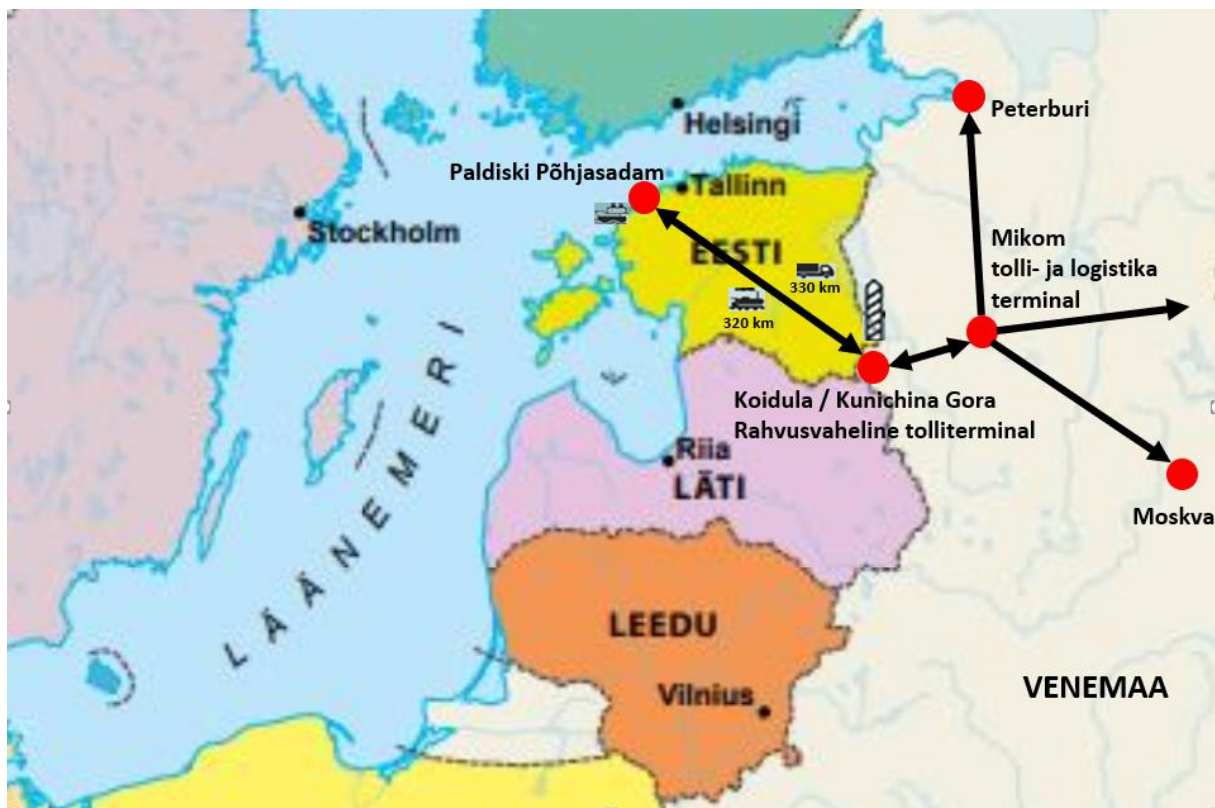 Peterburi
Helsingi
Paldiski Põhjasadam
Tallinn
Stockholm
EESTI
Mikom
tolli- ja logistika
terminal
330 km
320 km
Koidula / Kunichina Gora
Rahvusvaheline tolliterminal
LÄÄNEMERI
Riia
LÄTI
Moskva
LEEDU
VENEMAA
Vilnius